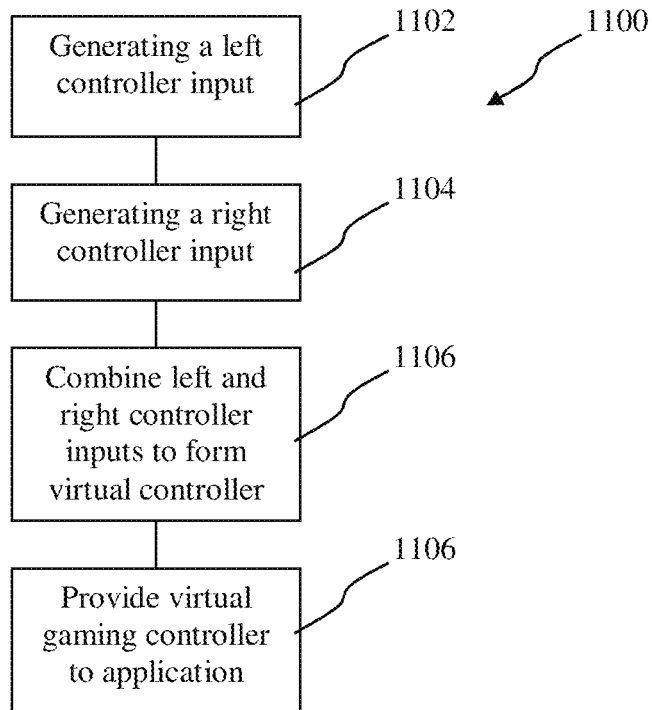 1102
1100
Generating a left
controller input
1104
Generating a right
controller input
1106
Combine left and
right controller
inputs to form
virtual controller
1106
Provide virtual
gaming controller
to application